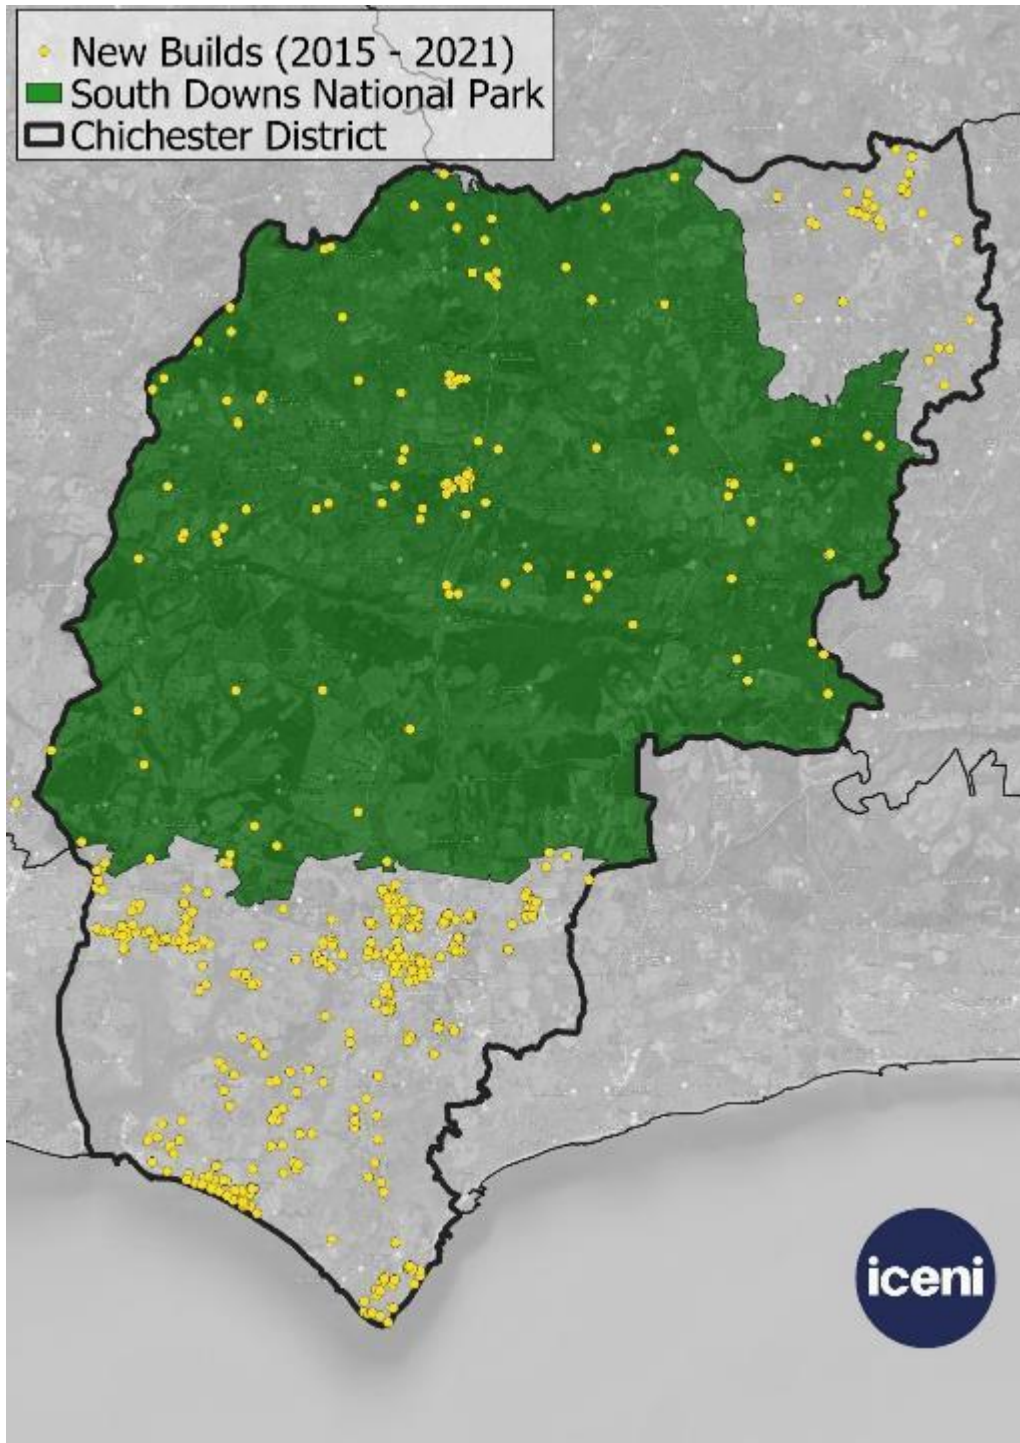 New Builds (2015 - 2021)
South Downs National Park
Chichester District
iceni